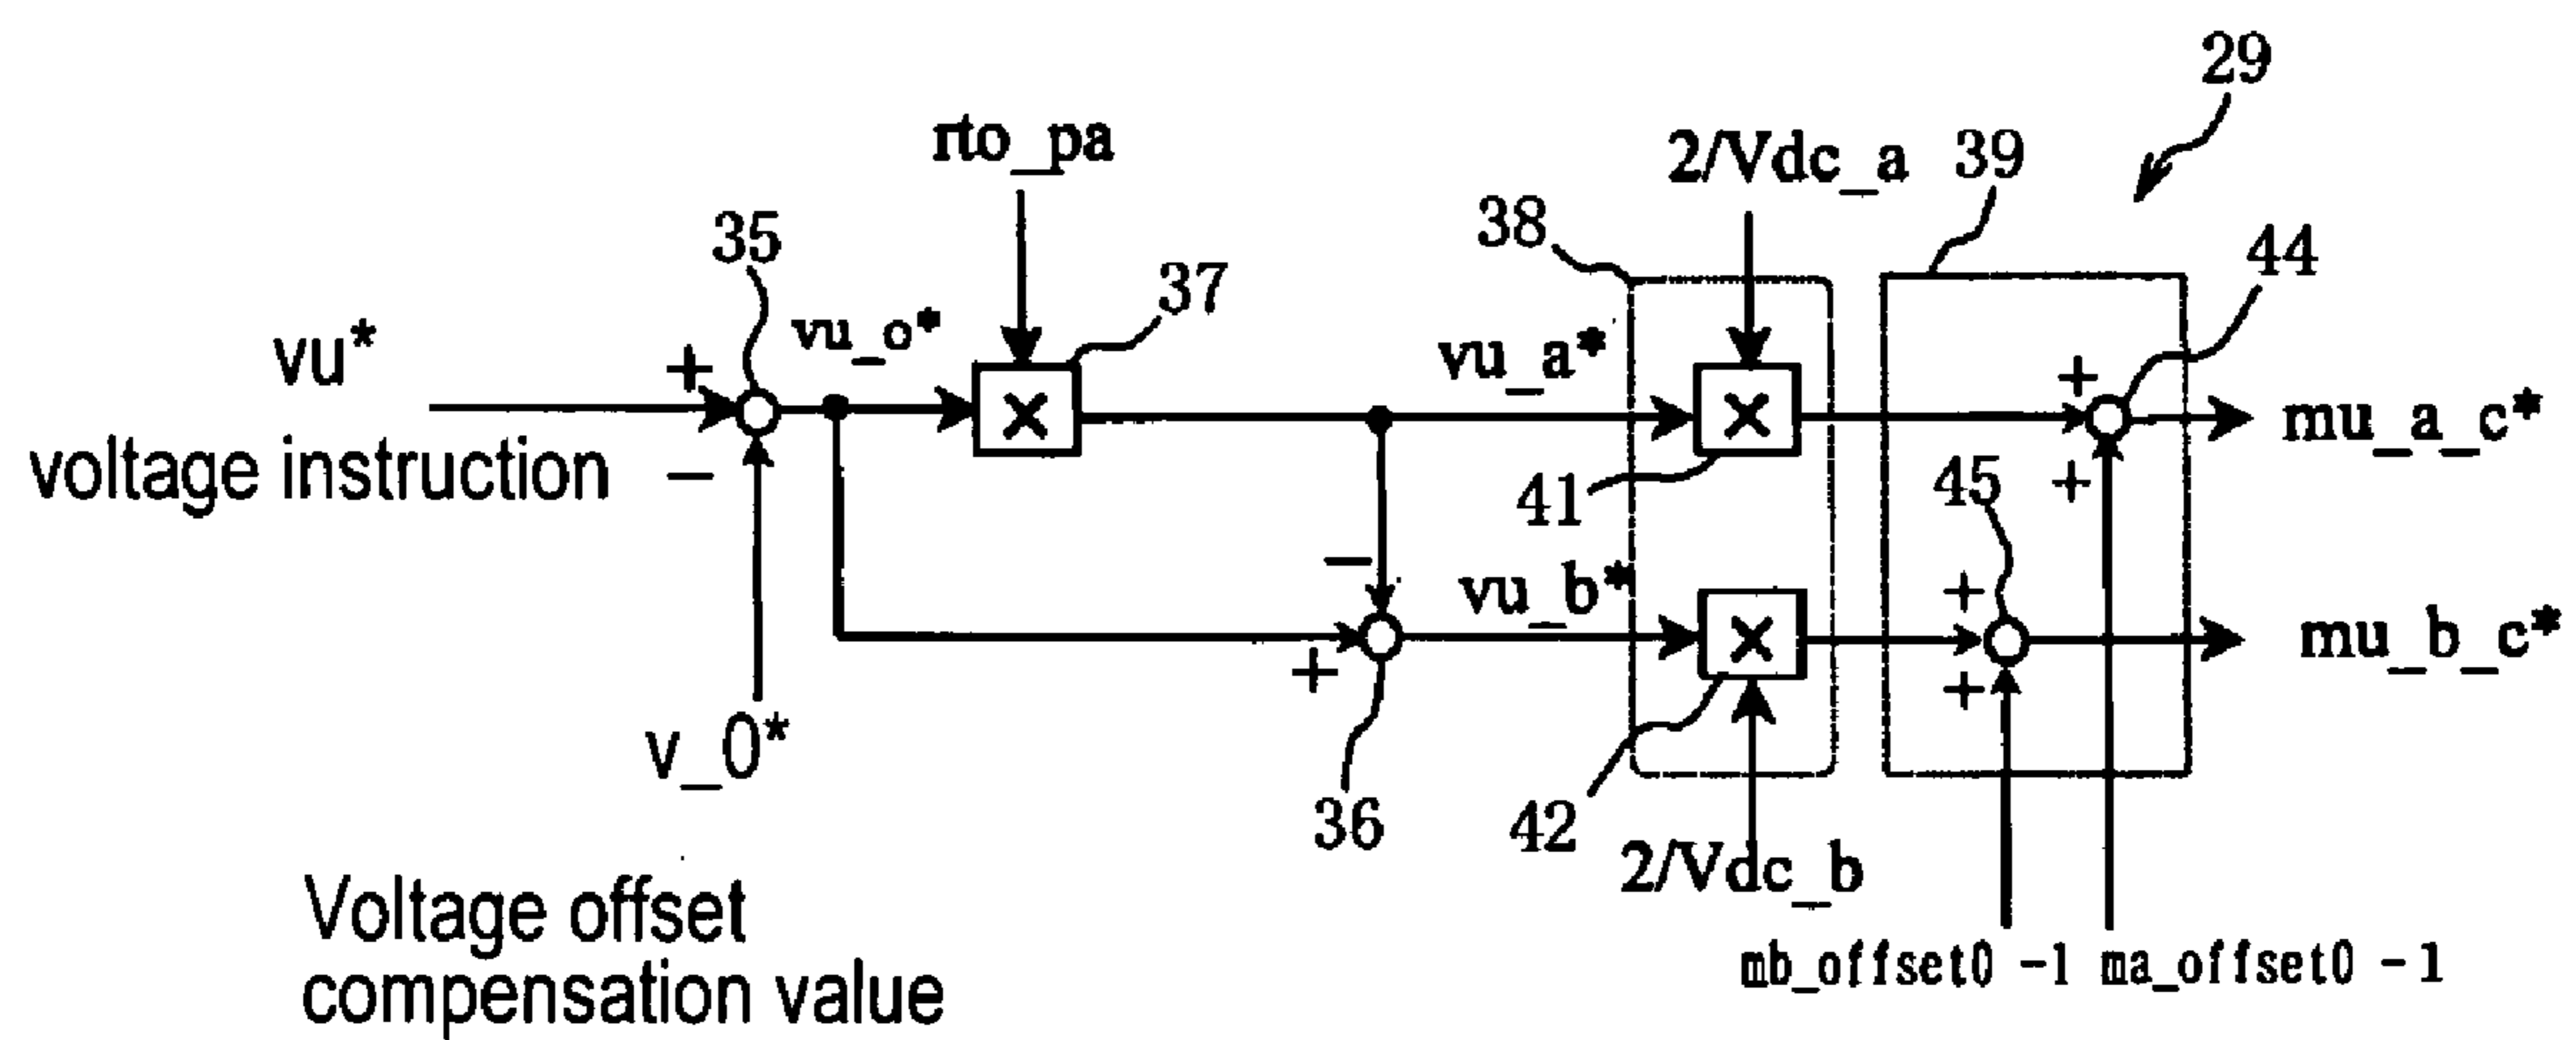 29
rto_pa
2/Vdc_a
39
35
38
44
37
vu*
+
vu_o*
vu_a*
+
×
×
mu_a_c*
voltage instruction
−
41
45
+
−
vu_b*
+
×
mu_b_c*
+
+
v_0*
36
42
2/Vdc_b
Voltage offset
compensation value
mb_offset0 -1
ma_offset0 -1